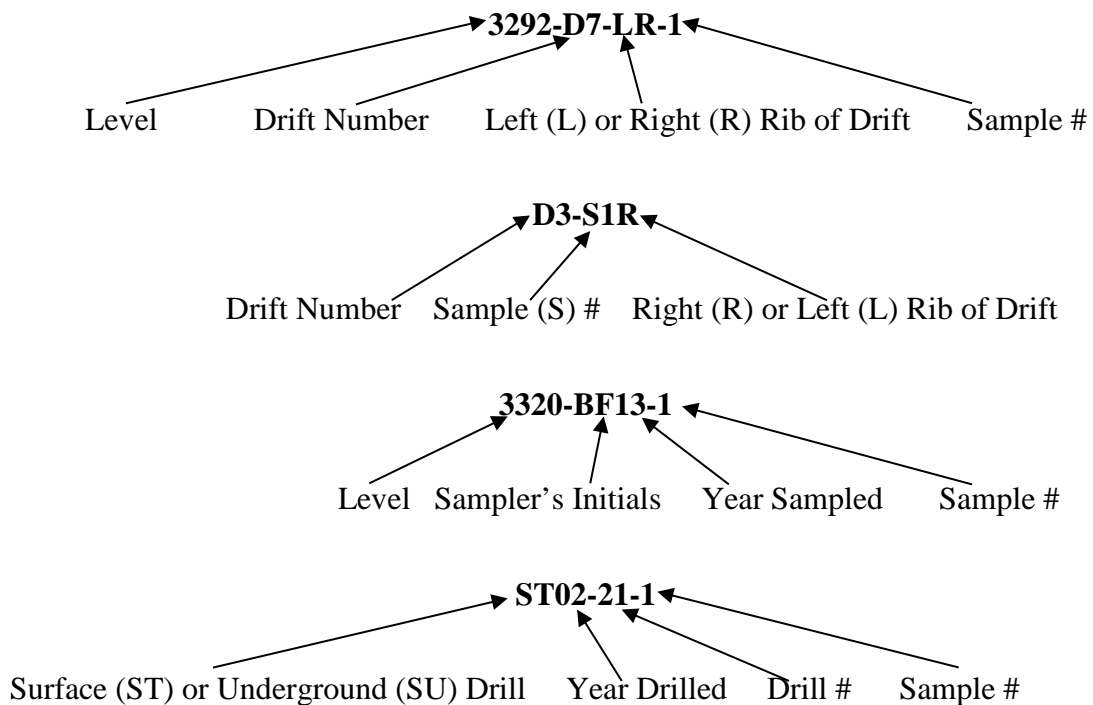 3292-D7-LR-1
Level Drift Number Left (L) or Right (R) Rib of Drift Sample #
D3-S1R
Drift Number Sample (S) # Right (R) or Left (L) Rib of Drift
3320-BF13-1
Level Sampler’s Initials Year Sampled Sample #
ST02-21-1
Surface (ST) or Underground (SU) Drill Year Drilled Drill # Sample #